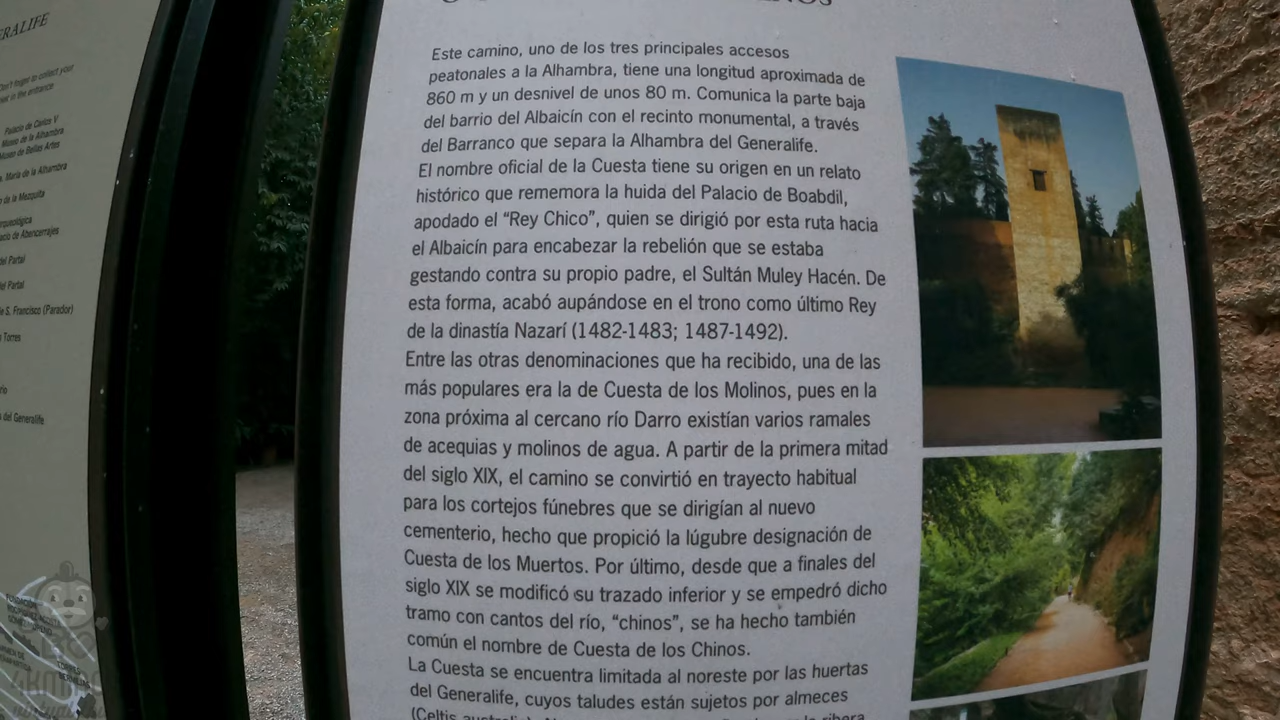 ERALIFE
Don't forget to collect your
in the entrance
Palacio de Carlos V
Museo de la Alhambra
Museo de Bellas Artes
María de la Alhambra
de la Mezquita
de Abencerrajes
del Partal
del Partal
S. Francisco (Parador)
Torres
del Generalife
Este camino, uno de los tres principales accesos
peatonales a la Alhambra, tiene una longitud aproximada de
860 m y un desnivel de unos 80 m. Comunica la parte baja
del barrio del Albaicín con el recinto monumental, a través
del Barranco que separa la Alhambra del Generalife.
El nombre oficial de la Cuesta tiene su origen en un relato
histórico que rememora la huida del Palacio de Boabdil,
apodado el “Rey Chico”, quien se dirigió por esta ruta hacia
el Albaicín para encabezar la rebelión que se estaba
gestando contra su propio padre, el Sultán Muley Hacén. De
esta forma, acabó aupándose en el trono como último Rey
de la dinastía Nazarí (1482-1483; 1487-1492).
Entre las otras denominaciones que ha recibido, una de las
más populares era la de Cuesta de los Molinos, pues en la
zona próxima al cercano río Darro existían varios ramales
de acequias y molinos de agua. A partir de la primera mitad
del siglo XIX, el camino se convirtió en trayecto habitual
para los cortejos fúnebres que se dirigían al nuevo
cementerio, hecho que propició la lúgubre designación de
Cuesta de los Muertos. Por último, desde que a finales del
siglo XIX se modificó su trazado inferior y se empedró dicho
tramo con cantos del río, “chinos”, se ha hecho también
común el nombre de Cuesta de los Chinos.
La Cuesta se encuentra limitada al noreste por las huertas
del Generalife, cuyos taludes están sujetos por almeces
(Celtis